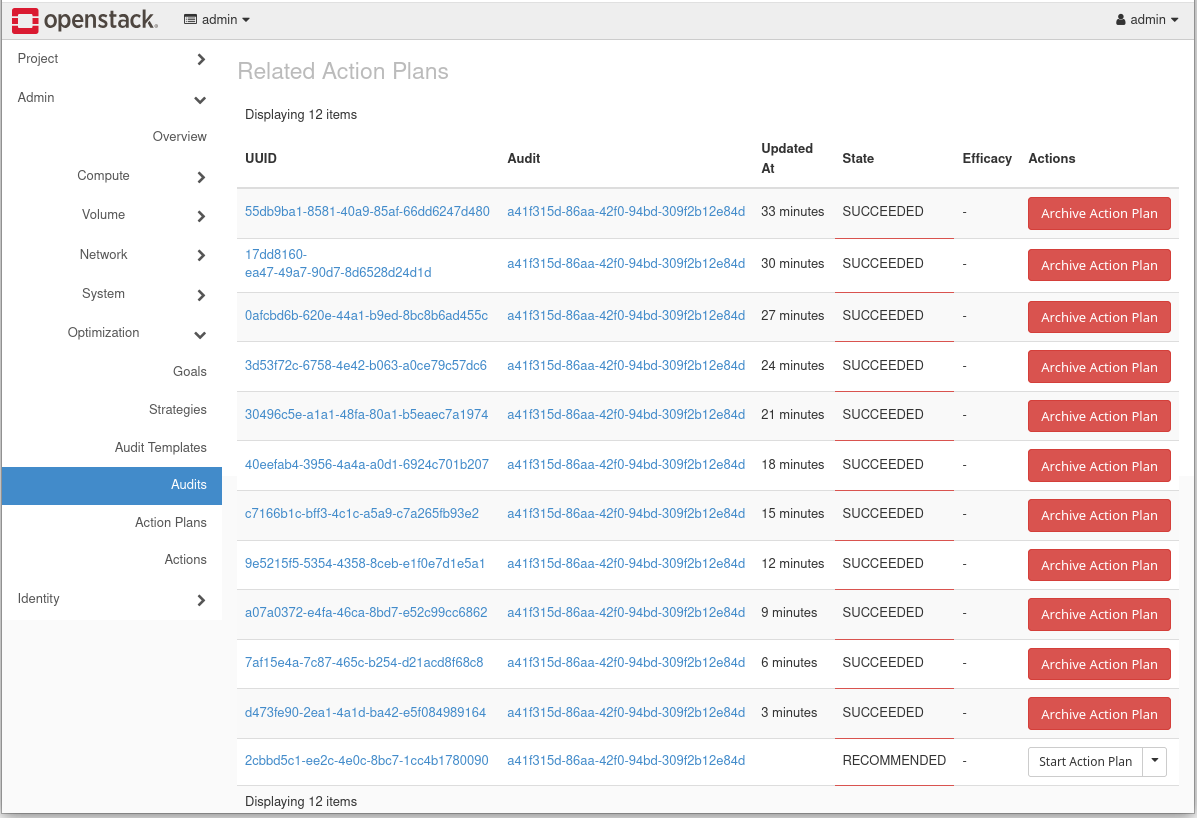 openstack.
admin
admin
Project
Admin
Overview
Compute
Volume
Network
System
Optimization
Goals
Strategies
Audit Templates
Audits
Action Plans
Actions
Identity
Related Action Plans
Displaying 12 items
UUID Audit Updated At State Efficacy Actions
55db9ba1-8581-40a9-85af-66dd6247d480 a41f315d-86aa-42f0-94bd-309f2b12e84d 33 minutes SUCCEEDED - Archive Action Plan
17dd8160-
ea47-49a7-90d7-8d6528d24d1d a41f315d-86aa-42f0-94bd-309f2b12e84d 30 minutes SUCCEEDED - Archive Action Plan
0afcbd6b-620e-44a1-b9ed-8bc8b6ad455c a41f315d-86aa-42f0-94bd-309f2b12e84d 27 minutes SUCCEEDED - Archive Action Plan
3d53f72c-6758-4e42-b063-a0ce79c57dc6 a41f315d-86aa-42f0-94bd-309f2b12e84d 24 minutes SUCCEEDED - Archive Action Plan
30496c5e-a1a1-48fa-80a1-b5eaec7a1974 a41f315d-86aa-42f0-94bd-309f2b12e84d 21 minutes SUCCEEDED - Archive Action Plan
40eefab4-3956-4a4a-a0d1-6924c701b207 a41f315d-86aa-42f0-94bd-309f2b12e84d 18 minutes SUCCEEDED - Archive Action Plan
c7166b1c-bff3-4c1c-a5a9-c7a265fb93e2 a41f315d-86aa-42f0-94bd-309f2b12e84d 15 minutes SUCCEEDED - Archive Action Plan
9e5215f5-5354-4358-8ceb-e1f0e7d1e5a1 a41f315d-86aa-42f0-94bd-309f2b12e84d 12 minutes SUCCEEDED - Archive Action Plan
a07a0372-e4fa-46ca-8bd7-e52c99cc6862 a41f315d-86aa-42f0-94bd-309f2b12e84d 9 minutes SUCCEEDED - Archive Action Plan
7af15e4a-7c87-465c-b254-d21acd8f68c8 a41f315d-86aa-42f0-94bd-309f2b12e84d 6 minutes SUCCEEDED - Archive Action Plan
d473fe90-2ea1-4a1d-ba42-e5f084989164 a41f315d-86aa-42f0-94bd-309f2b12e84d 3 minutes SUCCEEDED - Archive Action Plan
2cbbd5c1-ee2c-4e0c-8bc7-1cc4b1780090 a41f315d-86aa-42f0-94bd-309f2b12e84d RECOMMENDED - Start Action Plan
Displaying 12 items